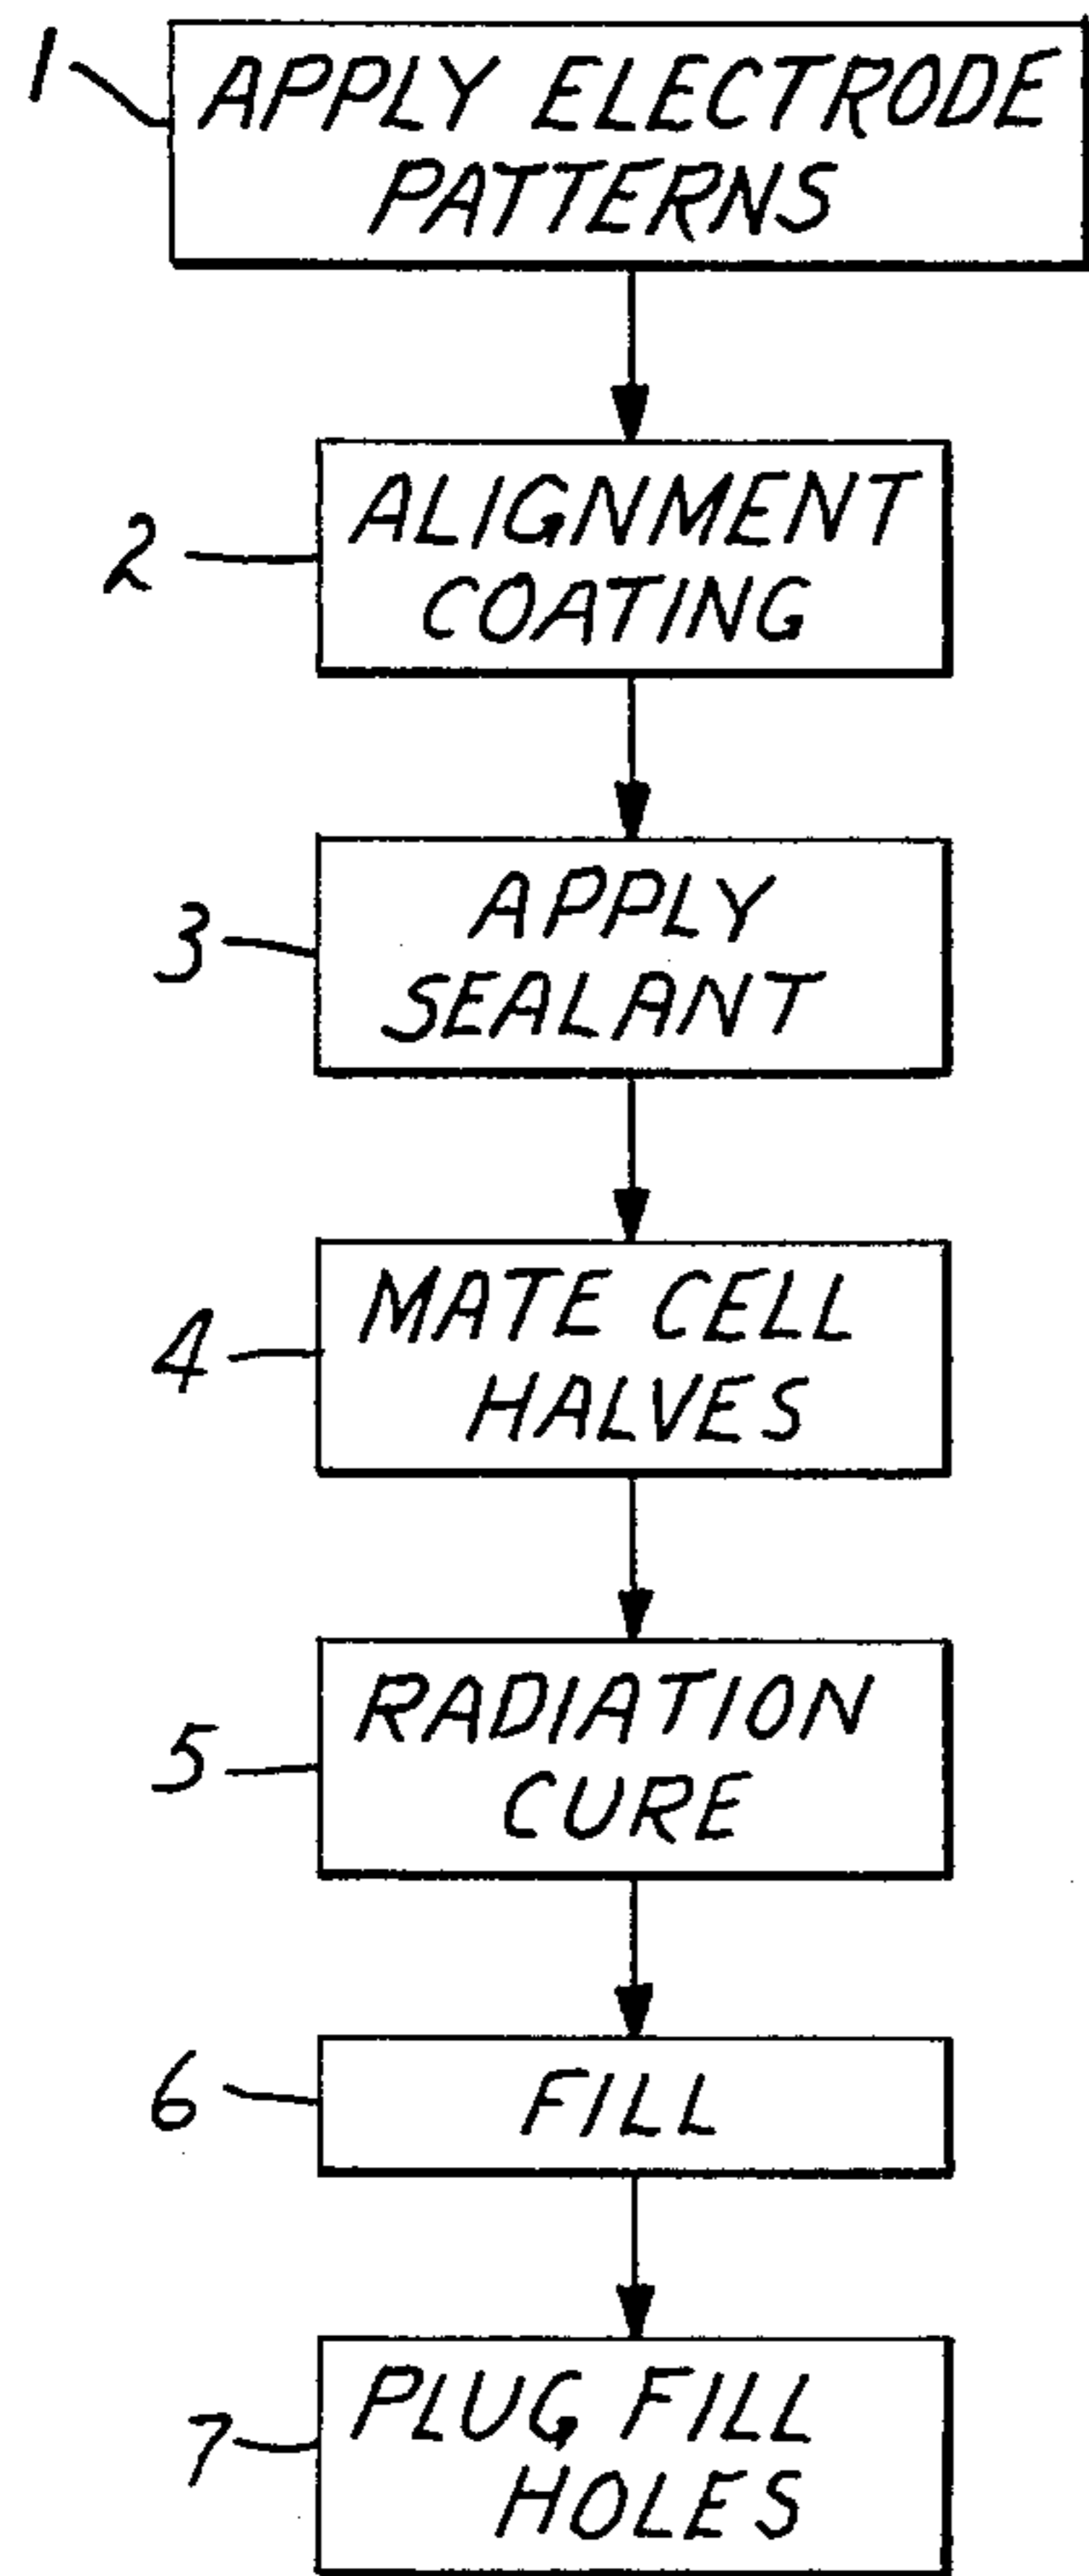 1
APPLY ELECTRODE
PATTERNS
2
ALIGNMENT
COATING
3
APPLY
SEALANT
4
MATE CELL
HALVES
5
RADIATION
CURE
6
FILL
7
PLUG FILL
HOLES